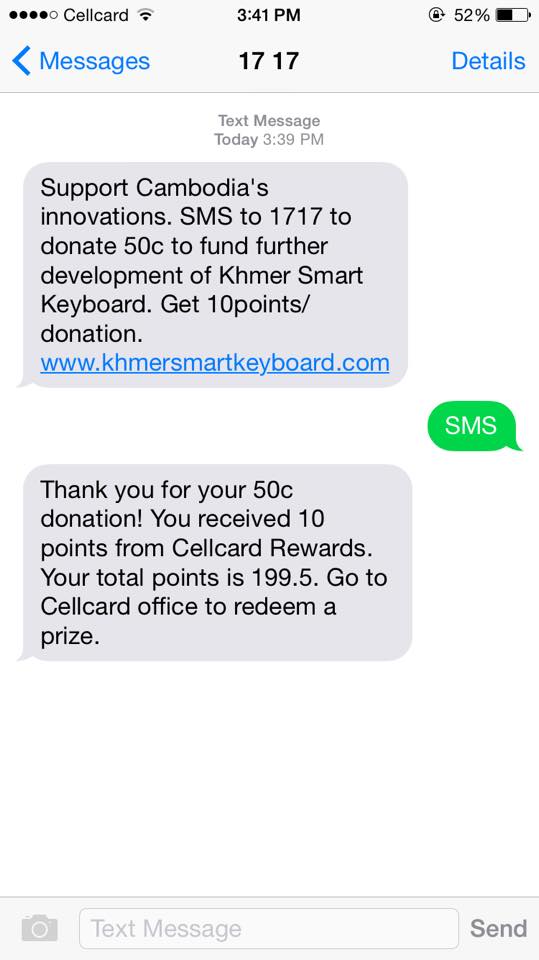 Cellcard 3:41 PM 52%
Messages 17 17 Details
Text Message
Today 3:39 PM
Support Cambodia's
innovations. SMS to 1717 to
donate 50c to fund further
development of Khmer Smart
Keyboard. Get 10points/
donation.
www.khmersmartkeyboard.com
SMS
Thank you for your 50c
donation! You received 10
points from Cellcard Rewards.
Your total points is 199.5. Go to
Cellcard office to redeem a
prize.
Text Message Send